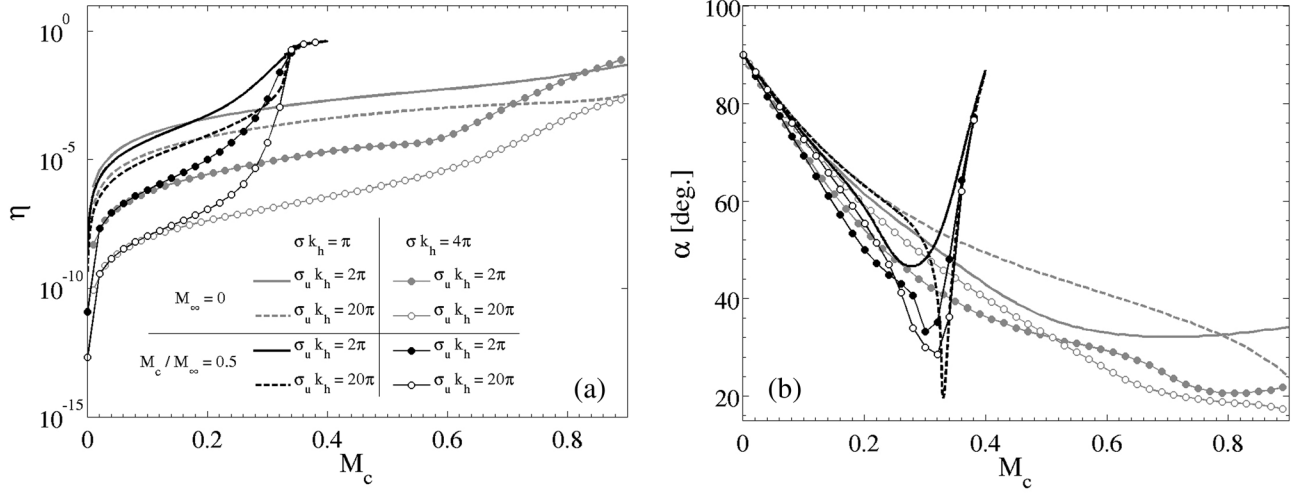 10^0
10^-5
10^-10
10^-15
η
0 0.2 0.4 0.6 0.8
M_c
σ k_h = π σ k_h = 4π
σ_u k_h = 2π σ_u k_h = 2π
M_∞ = 0
σ_u k_h = 20π σ_u k_h = 20π
σ_u k_h = 2π σ_u k_h = 2π
M_c / M_∞ = 0.5
σ_u k_h = 20π σ_u k_h = 20π
(a)
100
80
60
40
20
α [deg.]
0 0.2 0.4 0.6 0.8
M_c
(b)